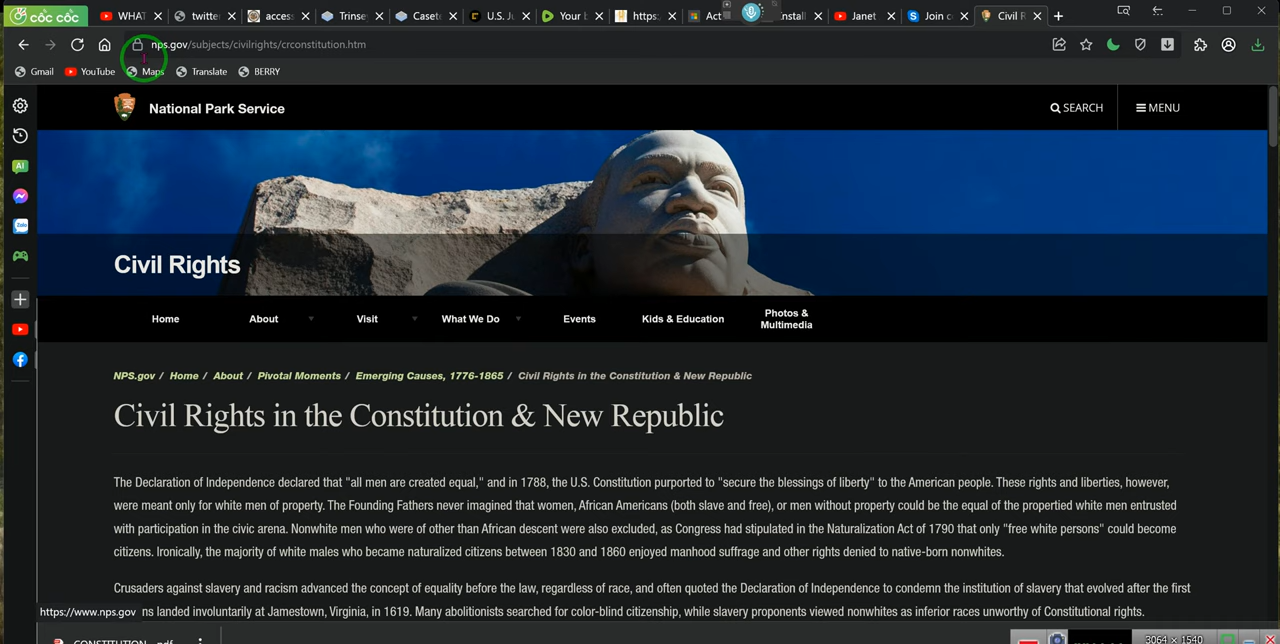 cốc cốc
WHAT
twitter
access
Trinse
Caset
U.S. Ju
Your b
https:
Act
nstall
Janet
Join c
Civil R
nps.gov/subjects/civilrights/crconstitution.htm
Gmail
YouTube
Maps
Translate
BERRY
AI
Zalo
National Park Service
SEARCH
MENU
Civil Rights
Home
About
Visit
What We Do
Events
Kids & Education
Photos &
Multimedia
NPS.gov / Home / About / Pivotal Moments / Emerging Causes, 1776-1865 / Civil Rights in the Constitution & New Republic
Civil Rights in the Constitution & New Republic
The Declaration of Independence declared that "all men are created equal," and in 1788, the U.S. Constitution purported to "secure the blessings of liberty" to the American people. These rights and liberties, however,
were meant only for white men of property. The Founding Fathers never imagined that women, African Americans (both slave and free), or men without property could be the equal of the propertied white men entrusted
with participation in the civic arena. Nonwhite men who were of other than African descent were also excluded, as Congress had stipulated in the Naturalization Act of 1790 that only "free white persons" could become
citizens. Ironically, the majority of white males who became naturalized citizens between 1830 and 1860 enjoyed manhood suffrage and other rights denied to native-born nonwhites.
Crusaders against slavery and racism advanced the concept of equality before the law, regardless of race, and often quoted the Declaration of Independence to condemn the institution of slavery that evolved after the first
https://www.nps.gov ns landed involuntarily at Jamestown, Virginia, in 1619. Many abolitionists searched for color-blind citizenship, while slavery proponents viewed nonwhites as inferior races unworthy of Constitutional rights.
CONSTITUTION
.pdf
3064 × 1540